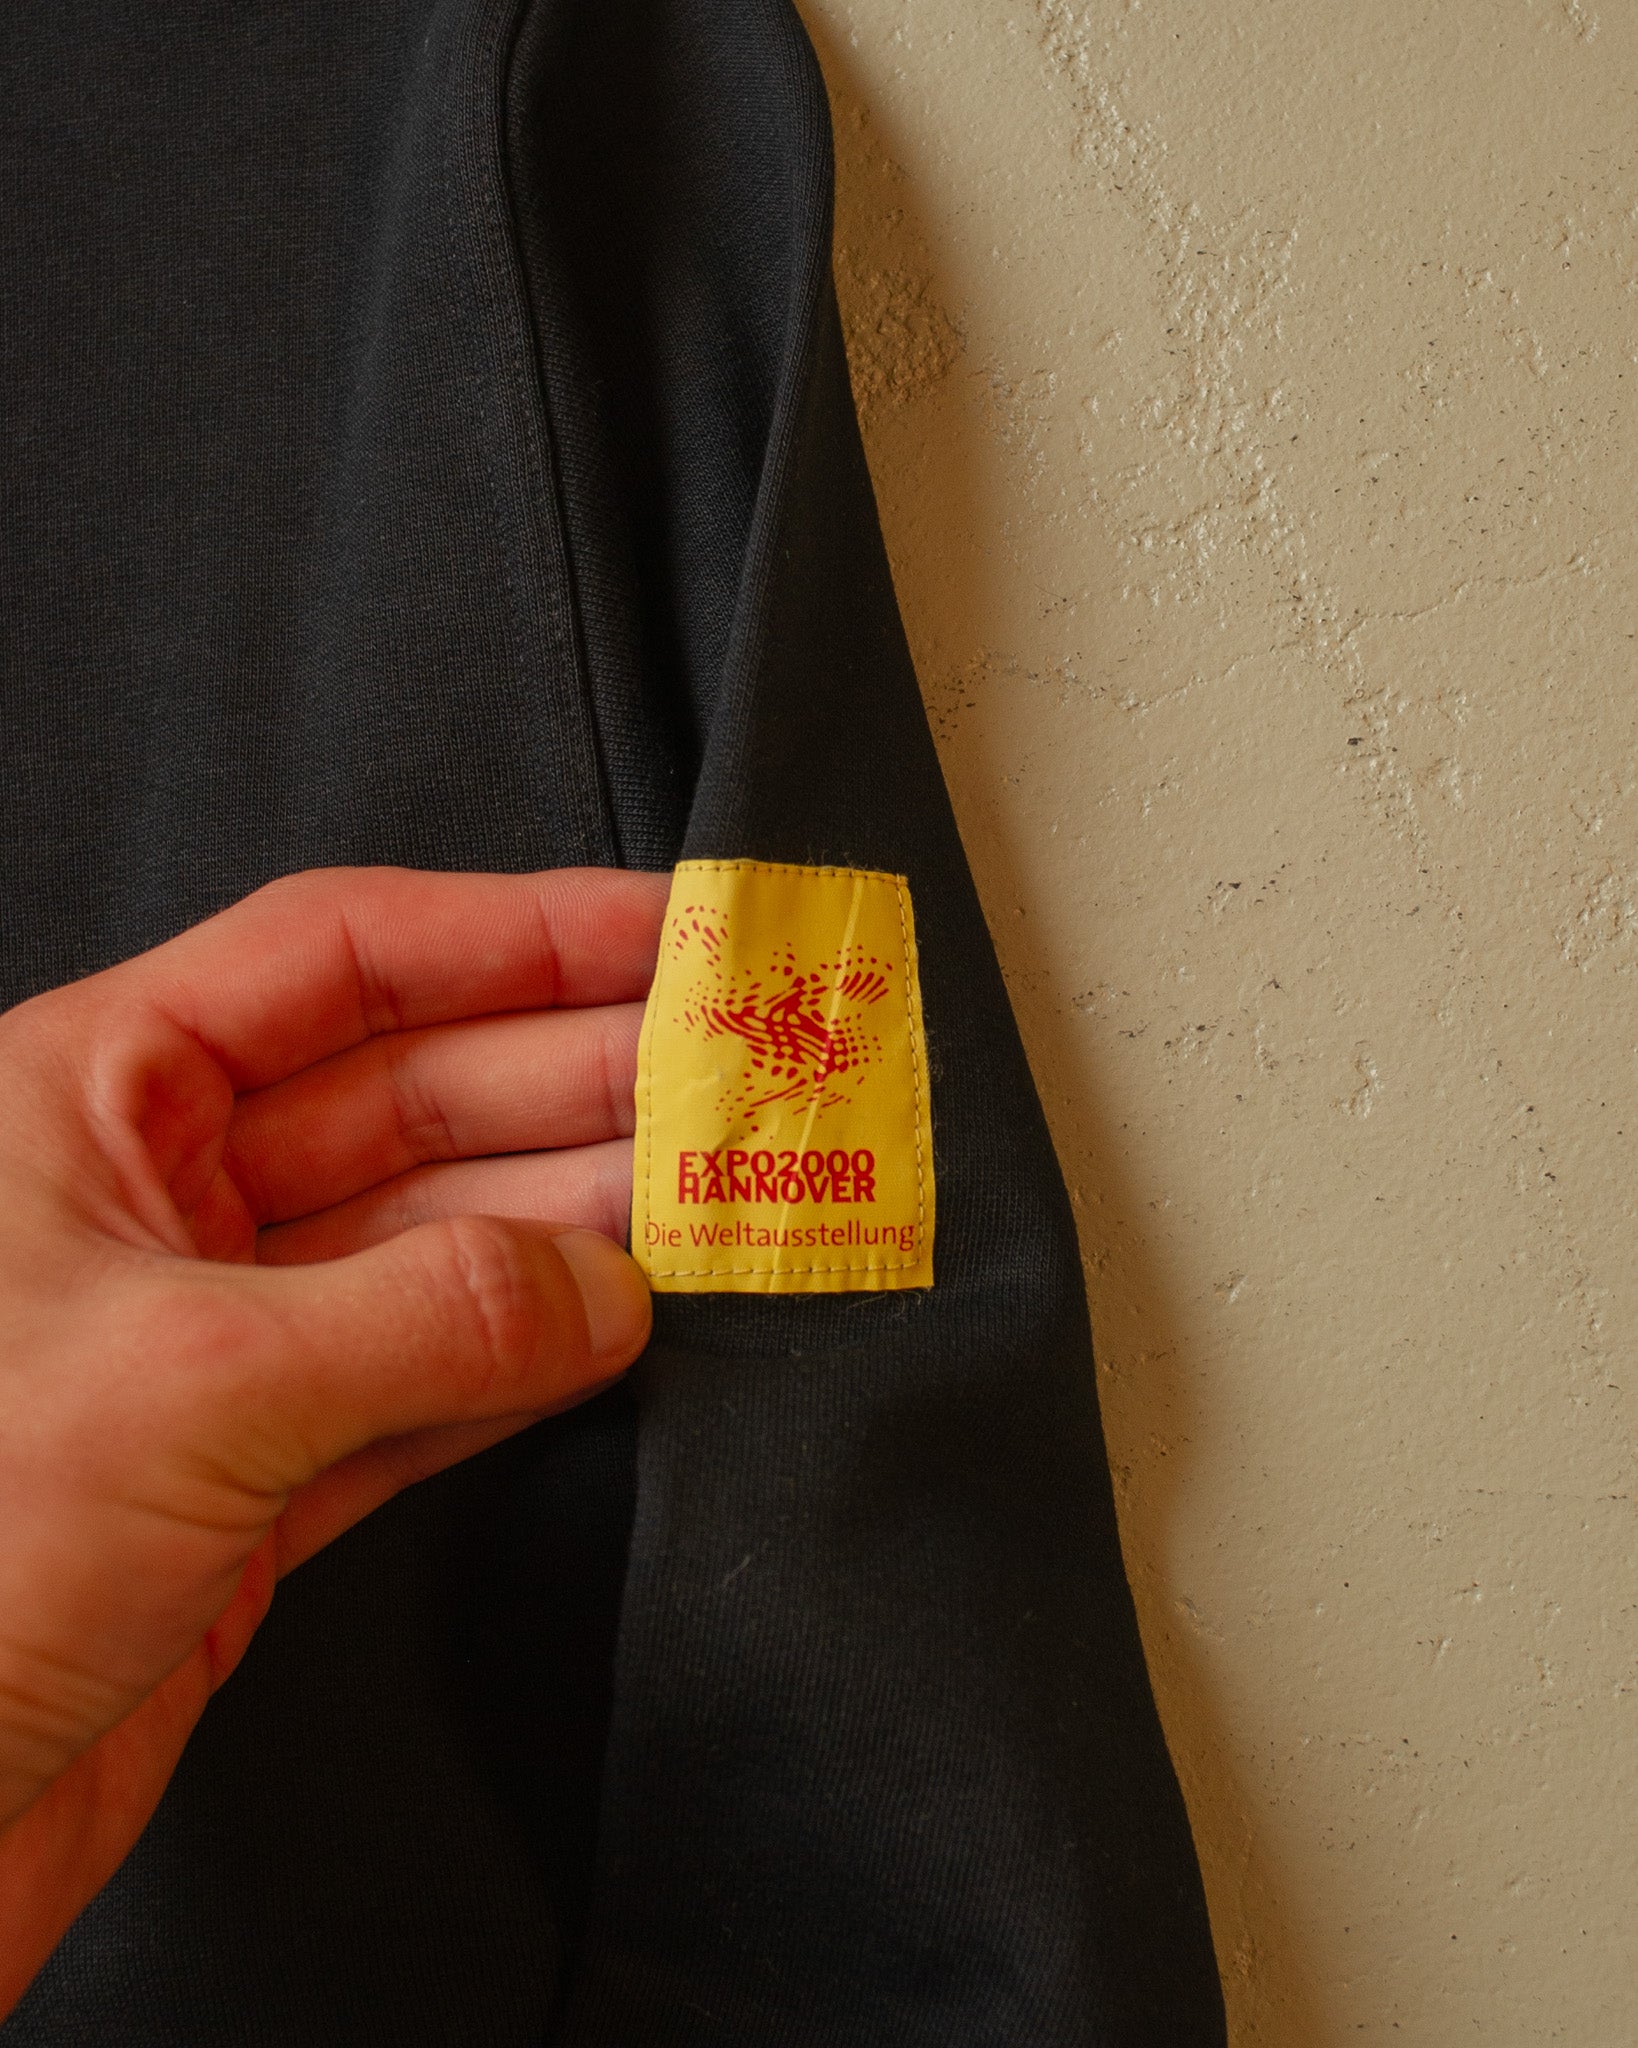 EXPO2000
HANNOVER
Die Weltausstellung